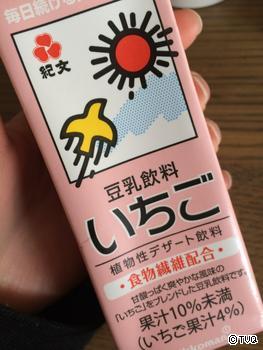 毎日続ける
紀文
豆乳飲料
いちご
植物性デザート飲料
・食物繊維配合・
甘酸っぱく爽やかな風味の
「いちご」をブレンドした豆乳飲料です。
果汁10%未満
(いちご果汁4%)
©TVQ